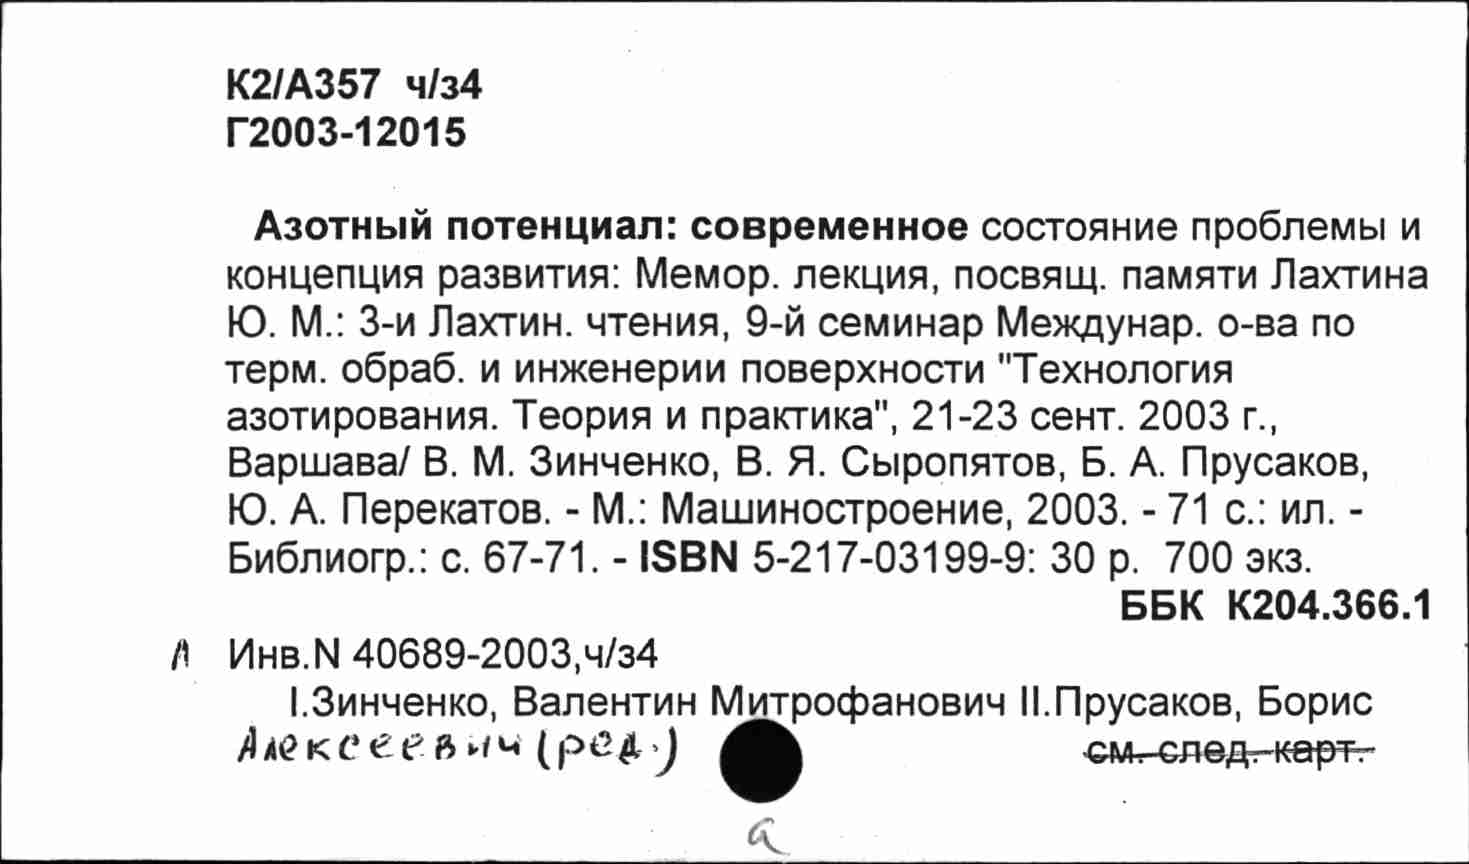 К2/А357 ч/з4
Г2003-12015
Азотный потенциал: современное состояние проблемы и
концепция развития: Мемор. лекция, посвящ. памяти Лахтина
Ю. М.: 3-и Лахтин. чтения, 9-й семинар Междунар. о-ва по
терм. обраб. и инженерии поверхности "Технология
азотирования. Теория и практика", 21-23 сент. 2003 г.,
Варшава/ В. М. Зинченко, В. Я. Сыропятов, Б. А. Прусаков,
Ю. А. Перекатов. - М.: Машиностроение, 2003. - 71 с.: ил. -
Библиогр.: с. 67-71. - ISBN 5-217-03199-9: 30 р. 700 экз.
ББК К204.366.1
А Инв.N 40689-2003,ч/з4
I.Зинченко, Валентин Митрофанович II.Прусаков, Борис
Алексеевич (ред.) см. след. карт.
а